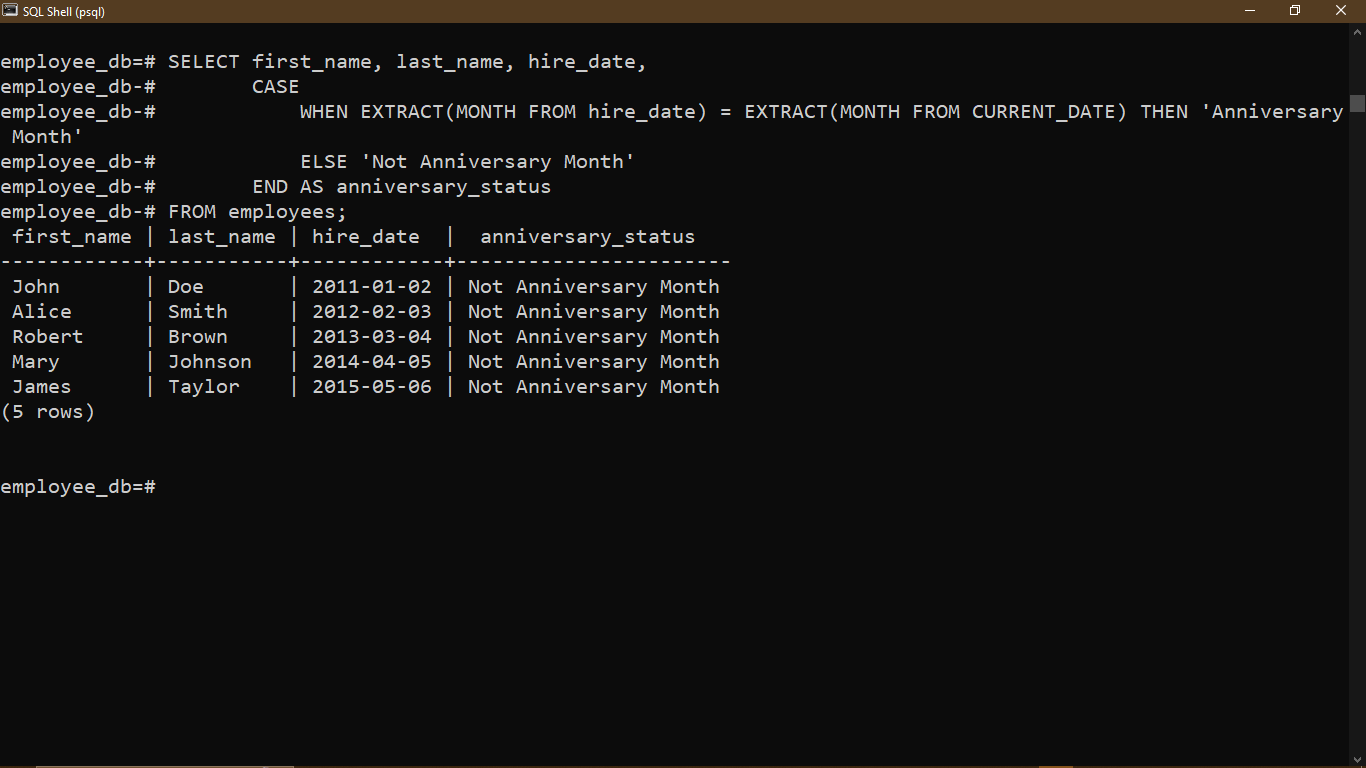 SQL Shell (psql)
employee_db=# SELECT first_name, last_name, hire_date,
employee_db-#        CASE
employee_db-#            WHEN EXTRACT(MONTH FROM hire_date) = EXTRACT(MONTH FROM CURRENT_DATE) THEN 'Anniversary
 Month'
employee_db-#            ELSE 'Not Anniversary Month'
employee_db-#        END AS anniversary_status
employee_db-# FROM employees;
 first_name | last_name | hire_date  |  anniversary_status
------------+-----------+------------+-----------------------
 John       | Doe       | 2011-01-02 | Not Anniversary Month
 Alice      | Smith     | 2012-02-03 | Not Anniversary Month
 Robert     | Brown     | 2013-03-04 | Not Anniversary Month
 Mary       | Johnson   | 2014-04-05 | Not Anniversary Month
 James      | Taylor    | 2015-05-06 | Not Anniversary Month
(5 rows)
employee_db=#